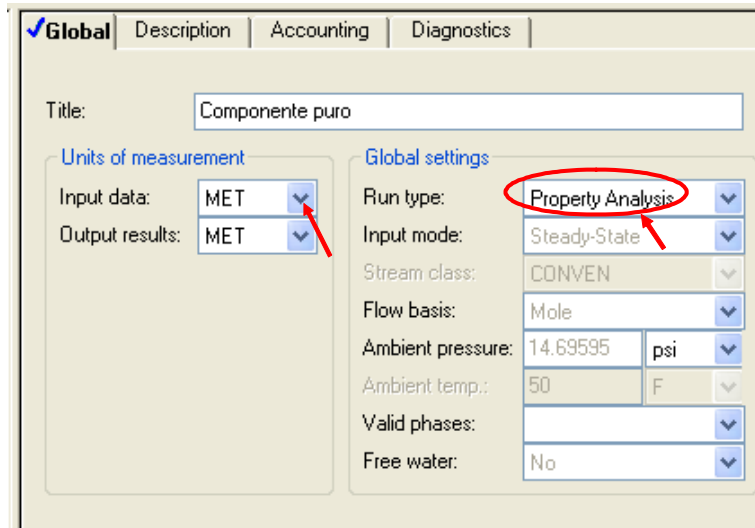 Global Description Accounting Diagnostics
Title: Componente puro
Units of measurement
Input data: MET
Output results: MET
Global settings
Run type: Property Analysis
Input mode: Steady-State
Stream class: CONVEN
Flow basis: Mole
Ambient pressure: 14.69595 psi
Ambient temp.: 50 F
Valid phases:
Free water: No